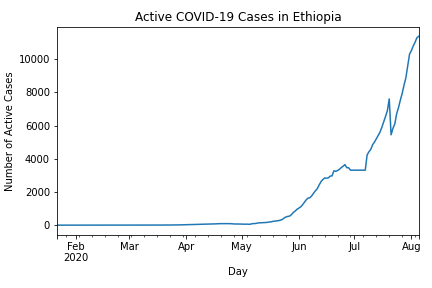 Active COVID-19 Cases in Ethiopia
Number of Active Cases
10000
8000
6000
4000
2000
0
Feb
2020
Mar
Apr
May
Jun
Jul
Aug
Day